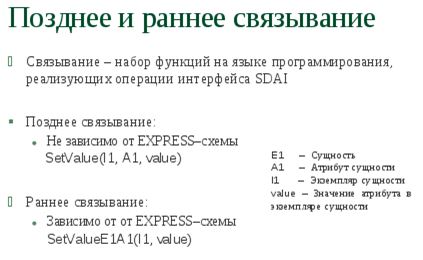 Позднее и раннее связывание
Связывание – набор функций на языке программирования,
реализующих операции интерфейса SDAI
Позднее связывание:
Не зависимо от EXPRESS–схемы
SetValue(I1, A1, value)
Раннее связывание:
Зависимо от от EXPRESS–схемы
SetValueE1A1(I1, value)
E1 – Сущность
A1 – Атрибут сущности
I1 – Экземпляр сущности
value – Значение атрибута в
экземпляре сущности